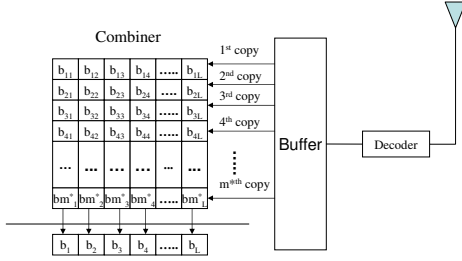 Combiner
1st copy
b11 b12 b13 b14 ..... b1L
2nd copy
b21 b22 b23 b24 .... b2L
3rd copy
b31 b32 b33 b34 ..... b3L
4th copy
b41 b42 b43 b44 ..... b4L
Buffer
Decoder
... ... ... ... ... ...
m*th copy
bm*1 bm*2 bm*3 bm*4 ..... bm*L
b1 b2 b3 b4 ..... bL